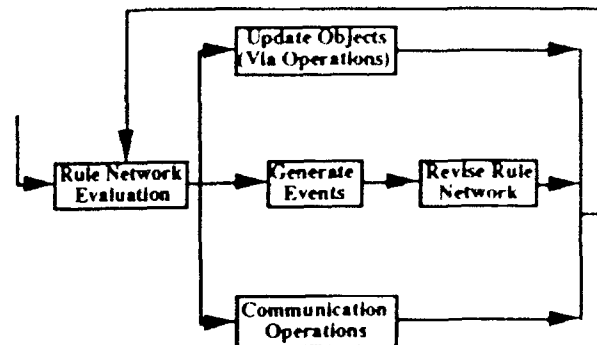 Update Objects
(Via Operations)
Rule Network
Evaluation
Generate
Events
Revise Rule
Network
Communication
Operations